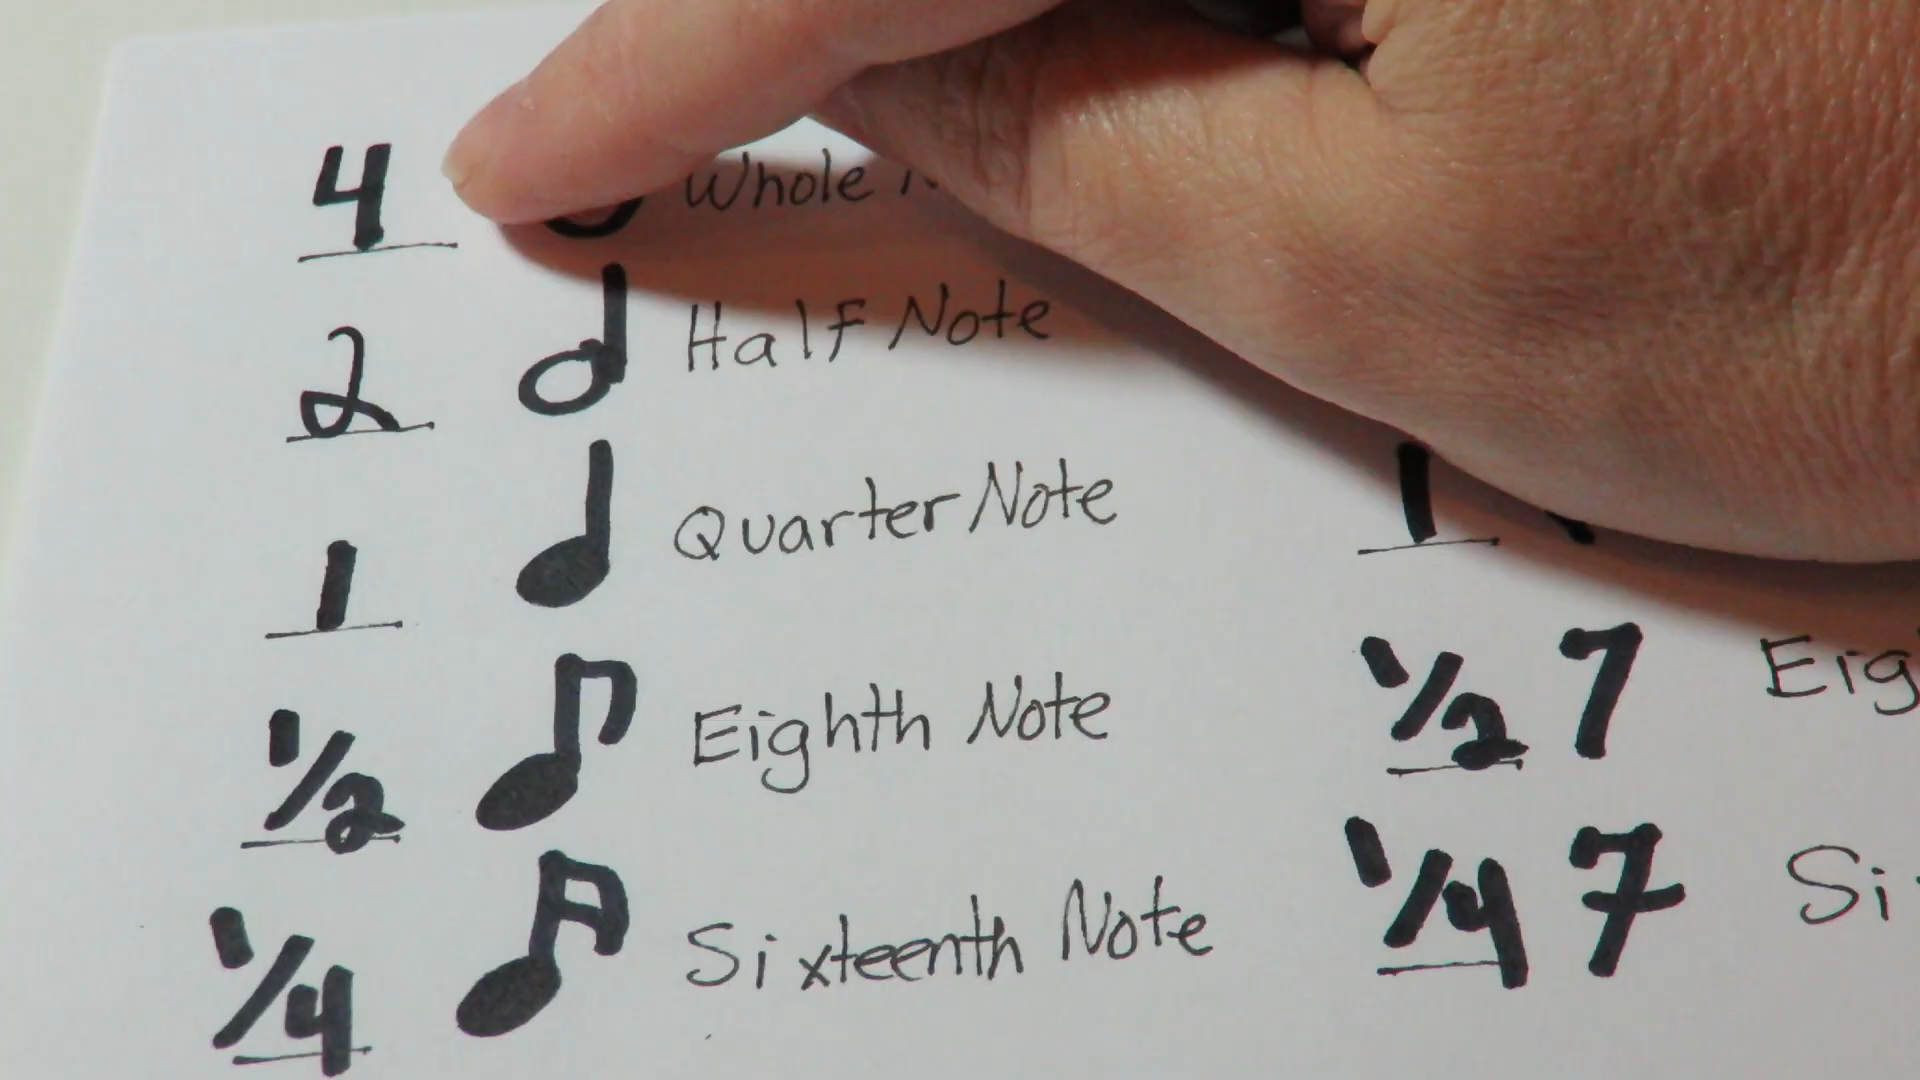 4 Whole
2 Half Note
1 Quarter Note
1/2 Eighth Note
1/4 Sixteenth Note
1
1/2
1/4